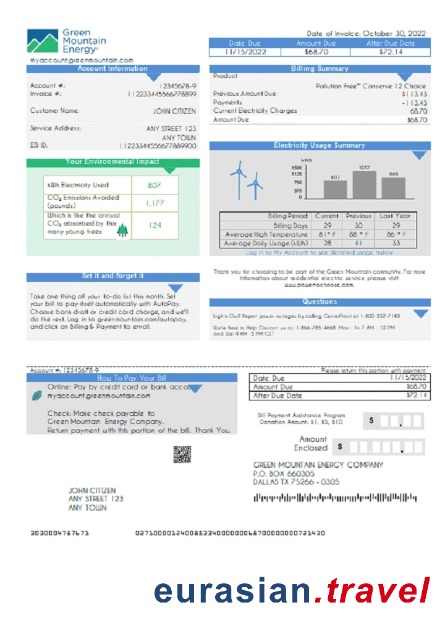 Green
Mountain
Energy®
myaccount.greenmountain.com
Date of Invoice: October 30, 2022
Date Due Amount Due After Due Date
11/15/2022 $68.70 $72.14
Account Information
Account #: 12345678-9
Invoice #: 112233445566778899
Customer Name: JOHN CITIZEN
Service Address: ANY STREET 123
ANY TOWN
ESI ID:
Billing Summary
Product
Pollution Free™ Conserve 12 Choice
Previous Amount Due $113.43
Payments -113.43
Current Electricity Charges 68.70
Amount Due $68.70
Your Environmental Impact
kWh Electricity Used 807
CO₂ Emissions Avoided
(pounds) 1,177
Which is like the annual
CO₂ absorbed by this
many young trees 124
Electricity Usage Summary
kWh
1500
1125
750
375
0
807
1237
Billing Period Current Previous Last Year
Billing Days 29 30 29
Average High Temperature 81° F 86 ° F 86 ° F
Average Daily Usage (kWh) 28 41 33
Log in to My Account to see detailed usage history
Set it and forget it
Take one thing off your to-do list this month. Set
your bill to pay itself automatically with AutoPay.
Choose bank draft or credit card charge, and we'll
do the rest. Log in to greenmountain.com/autopay,
and click on Billing & Payment to enroll.
Thank you for choosing to be part of the Green Mountain community. For more
information about residential electric service please visit
www.powertochoose.com.
Questions
Lights Out? Report power outages by calling CenterPoint at 1-800-332-7143
We're here to help. Contact us at: 1-866-785-4668 Mon - Fri 7 AM - 10 PM
and Sat 9 AM - 5 PM CST
Account #: 12345678-9
Please return this portion with payment
How To Pay Your Bill
Online: Pay by credit card or bank account
myaccount.greenmountain.com
Check: Make check payable to
Green Mountain Energy Company.
Return payment with this portion of the bill. Thank You.
Date Due 11/15/2022
Amount Due $68.70
After Due Date $72.14
Bill Payment Assistance Program
Donation Amount: $1, $5, $10
$ .
Amount
Enclosed
$ .
GREEN MOUNTAIN ENERGY COMPANY
P.O. BOX 660305
DALLAS TX 75266 - 0305
JOHN CITIZEN
ANY STREET 123
ANY TOWN
eurasian.travel